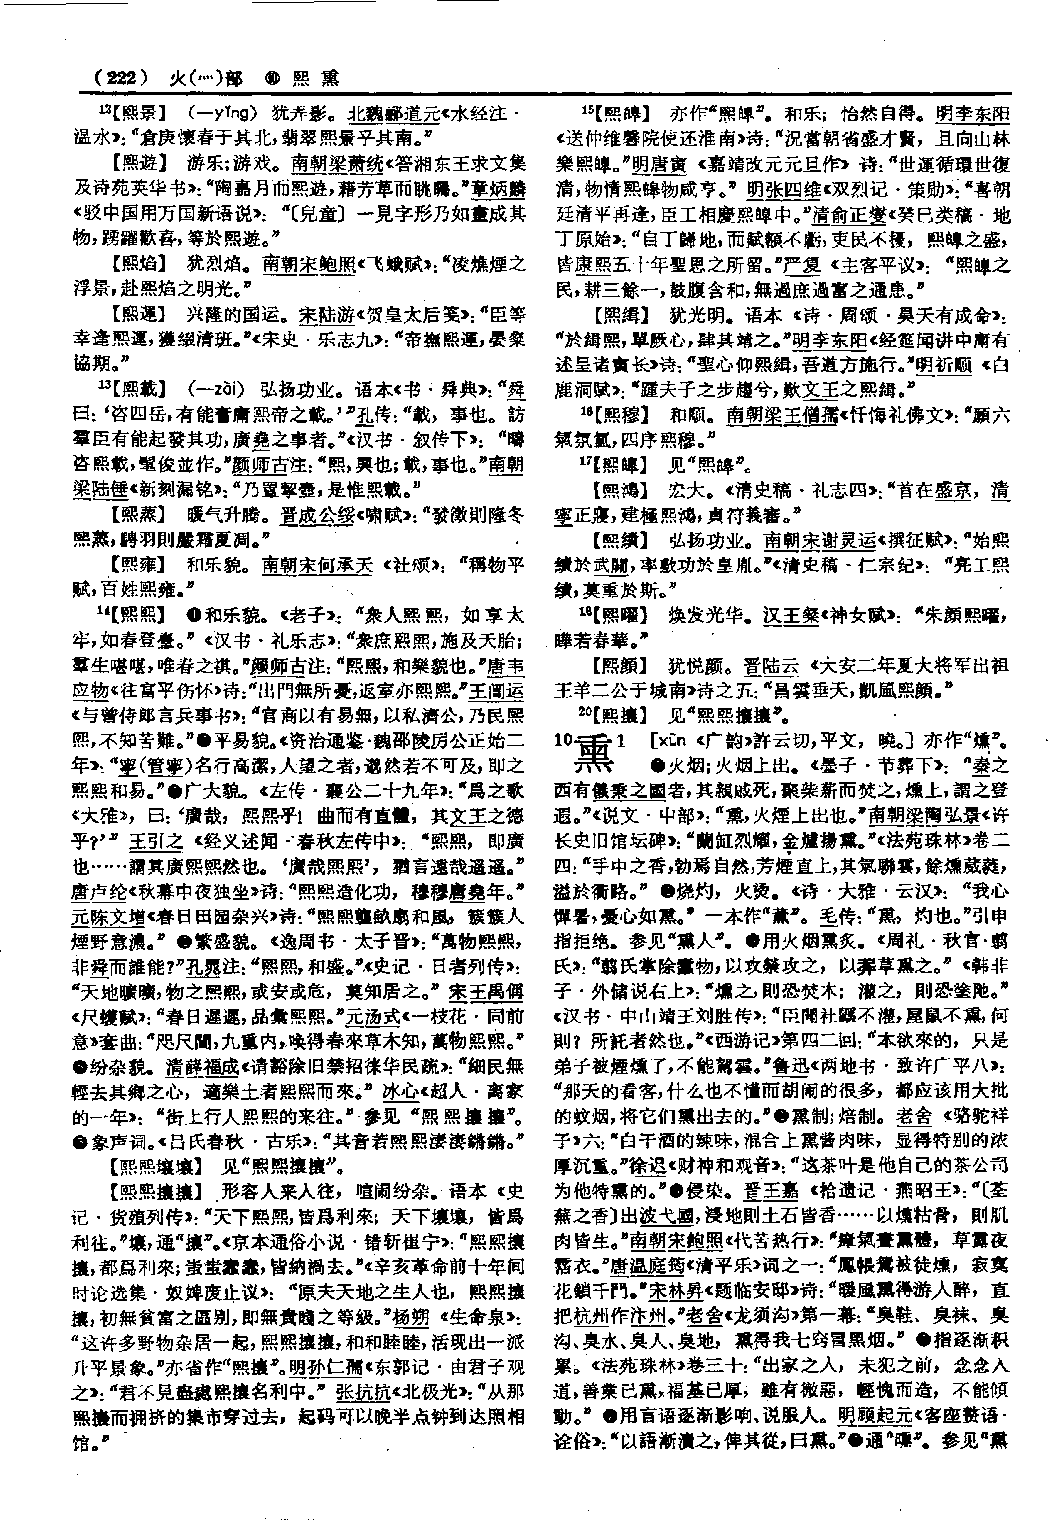 (222) 火(灬)部 ⑩ 熙 熏
¹²【熙景】 (—yǐng) 犹弄影。北魏郦道元《水经注·
温水》:“倉庚懷春于其北,翡翠熙景乎其南。”
【熙遊】 游乐;游戏。南朝梁萧统《答湘东王求文集
及诗苑英华书》:“陶嘉月而熙遊,藉芳草而眺矚。”章炳麟
《驳中国用万国新语说》:“〔兒童〕一見字形乃如畫成其
物,踴躍歡喜,等於熙遊。”
【熙焰】 犹烈焰。南朝宋鲍照《飞蛾赋》:“凌燋煙之
浮景,赴熙焰之明光。”
【熙運】 兴隆的国运。宋陆游《贺皇太后笺》:“臣等
幸逢熙運,獲綴清班。”《宋史·乐志九》:“帝撫熙運,晏粲
協期。”
¹³【熙載】 (—zài) 弘扬功业。语本《书·舜典》:“舜
曰:‘咨四岳,有能奮庸熙帝之載。’”孔传:“載,事也。訪
羣臣有能起發其功,廣堯之事者。”《汉书·叙传下》:“疇
咨熙載,髦俊並作。”颜师古注:“熙,興也;載,事也。”南朝
梁陆倕《新刻漏铭》:“乃置挈壺,是惟熙載。”
【熙蒸】 暖气升腾。晋成公绥《啸赋》:“發徵則隆冬
熙蒸,騁羽則嚴霜夏凋。”
【熙雍】 和乐貌。南朝宋何承天《社颂》:“稱物平
賦,百姓熙雍。”
¹⁴【熙熙】 ❶和乐貌。《老子》:“衆人熙熙,如享太
牢,如春登臺。”《汉书·礼乐志》:“衆庶熙熙,施及夭胎;
羣生啿啿,唯春之祺。”颜师古注:“熙熙,和樂貌也。”唐韦
应物《往富平伤怀》诗:“出門無所憂,返室亦熙熙。”王闿运
《与曾侍郎言兵事书》:“官商以有易無,以私濟公,乃民熙
熙,不知苦難。”❷平易貌。《资治通鉴·魏邵陵厉公正始二
年》:“寧(管寧)名行高潔,人望之者,邈然若不可及,即之
熙熙和易。”❸广大貌。《左传·襄公二十九年》:“爲之歌
《大雅》,曰:‘廣哉,熙熙乎!曲而有直體,其文王之德
乎?’”王引之《经义述闻·春秋左传中》:“熙熙,即廣
也……謂其廣熙熙然也。‘廣哉熙熙’,猶言遠哉遥遥。”
唐卢纶《秋幕中夜独坐》诗:“熙熙造化功,穆穆唐堯年。”
元陈文增《春日田园杂兴》诗:“熙熙壟畝扇和風,簇簇人
煙野意濃。”❹繁盛貌。《逸周书·太子晋》:“萬物熙熙,
非舜而誰能?”孔晁注:“熙熙,和盛。”《史记·日者列传》:
“天地曠曠,物之熙熙,或安或危,莫知居之。”宋王禹偁
《尺蠖赋》:“春日遲遲,品彙熙熙。”元汤式《一枝花·同前
意》套曲:“咫尺間,九重内,唤得春來草木知,萬物熙熙。”
❺纷杂貌。清薛福成《请豁除旧禁招徕华民疏》:“細民無
輕去其鄉之心,適樂土者熙熙而來。”冰心《超人·离家
的一年》:“街上行人熙熙的来往。”参见“熙熙攘攘”。
❻象声词。《吕氏春秋·古乐》:“其音若熙熙淒淒鏘鏘。”
【熙熙壤壤】 见“熙熙攘攘”。
【熙熙攘攘】 形容人来人往,喧闹纷杂。语本《史
记·货殖列传》:“天下熙熙,皆爲利來;天下壤壤,皆爲
利往。”壤,通“攘”。《京本通俗小说·错斩崔宁》:“熙熙攘
攘,都爲利來;蚩蚩蠢蠢,皆納禍去。”《辛亥革命前十年间
时论选集·奴婢废止议》:“原夫天地之生人也,熙熙攘
攘,初無貧富之區别,即無貴賤之等級。”杨朔《生命泉》:
“这许多野物杂居一起,熙熙攘攘,和和睦睦,活现出一派
升平景象。”亦省作“熙攘”。明孙仁孺《东郭记·由君子观
之》:“君不見熙攘名利中。”张抗抗《北极光》:“从那
熙攘而拥挤的集市穿过去,起码可以晚半点钟到达照相
馆。”
¹⁵【熙皞】 亦作“熙皥”。和乐;怡然自得。明李东阳
《送仲维馨院使还淮南》诗:“況當朝省盛才賢,且向山林
樂熙皞。”明唐寅《嘉靖改元元旦作》诗:“世運循環世復
清,物情熙皞物咸亨。”明张四维《双烈记·策勋》:“喜朝
廷清平再逢,臣工相慶熙皞中。”清俞正燮《癸巳类稿·地
丁原始》:“自丁歸地,而賦額不虧,吏民不擾,熙皞之盛,
皆康熙五十年聖恩之所留。”严复《主客平议》:“熙皞之
民,耕三餘一,鼓腹含和,無過庶過富之通患。”
【熙缉】 犹光明。语本《诗·周颂·昊天有成命》:
“於緝熙,單厥心,肆其靖之。”明李东阳《经筵闻讲中庸有
述呈诸寅长》诗:“聖心仰熙緝,吾道方施行。”明祈顺《白
鹿洞赋》:“躡夫子之步趨兮,歎文王之熙緝。”
¹⁶【熙穆】 和顺。南朝梁王僧孺《忏悔礼佛文》:“願六
氣氛氲,四序熙穆。”
¹⁷【熙皥】 见“熙皞”。
【熙鴻】 宏大。《清史稿·礼志四》:“首在盛京,清
寧正寢,建極熙鴻,貞符義審。”
【熙績】 弘扬功业。南朝宋谢灵运《撰征赋》:“始熙
績於武關,卒敷功於皇胤。”《清史稿·仁宗纪》:“亮工熙
績,莫重於斯。”
¹⁸【熙曜】 焕发光华。汉王粲《神女赋》:“朱顏熙曜,
曄若春華。”
【熙顔】 犹悦颜。晋陆云《太安二年夏大将军出祖
王羊二公于城南》诗之五:“昌雲垂天,凱風熙顔。”
²⁰【熙攘】 见“熙熙攘攘”。
10 熏 1 [xūn 《广韵》許云切,平文,曉。] 亦作“燻”。
❶火烟;火烟上出。《墨子·节葬下》:“秦之
西有儀秉之國者,其親戚死,聚柴薪而焚之,燻上,謂之登
遐。”《说文·屮部》:“熏,火煙上出也。”南朝梁陶弘景《许
长史旧馆坛碑》:“蘭缸烈耀,金爐揚熏。”《法苑珠林》卷二
四:“手中之香,勃焉自然,芳煙直上,其氣聯雲,餘燻葳蕤,
溢於衢路。”❷烧灼,火烫。《诗·大雅·云汉》:“我心
憚暑,憂心如熏。”一本作“薰”。毛传:“熏,灼也。”引申
指拒绝。参见“熏人”。❸用火烟熏炙。《周礼·秋官·翦
氏》:“翦氏掌除蠹物,以攻禜攻之,以莽草熏之。”《韩非
子·外储说右上》:“燻之,則恐焚木;灌之,則恐塗阤。”
《汉书·中山靖王刘胜传》:“臣聞社鼷不灌,屋鼠不熏,何
則?所託者然也。”《西游记》第四二回:“本欲來的,只是
弟子被煙燻了,不能駕雲。”鲁迅《两地书·致许广平八》:
“那天的看客,什么也不懂而胡闹的很多,都应该用大批
的蚊烟,将它们熏出去的。”❹熏制;焙制。老舍《骆驼祥
子》六:“白干酒的辣味,混合上熏酱肉味,显得特别的浓
厚沉重。”徐迟《财神和观音》:“这茶叶是他自己的茶公司
为他特熏的。”❺侵染。晋王嘉《拾遗记·燕昭王》:“〔荃
蕪之香〕出波弋國,浸地則土石皆香……以燻枯骨,則肌
肉皆生。”南朝宋鲍照《代苦热行》:“瘴氣晝熏體,草露夜
霑衣。”唐温庭筠《清平乐》词之一:“鳳帳鴛被徒燻,寂寞
花鎖千門。”宋林昇《题临安邸》诗:“暖風熏得游人醉,直
把杭州作汴州。”老舍《龙须沟》第一幕:“臭鞋、臭袜、臭
沟、臭水、臭人、臭地,熏得我七窍冒黑烟。”❻指逐渐积
累。《法苑珠林》卷三十:“出家之人,未犯之前,念念入
道,善業已熏,福基已厚,雖有微惡,輕愧而造,不能傾
動。”❼用言语逐渐影响、说服人。明顾起元《客座赘语·
诠俗》:“以語漸漬之,俾其從,曰熏。”❽通“曛”。参见“熏